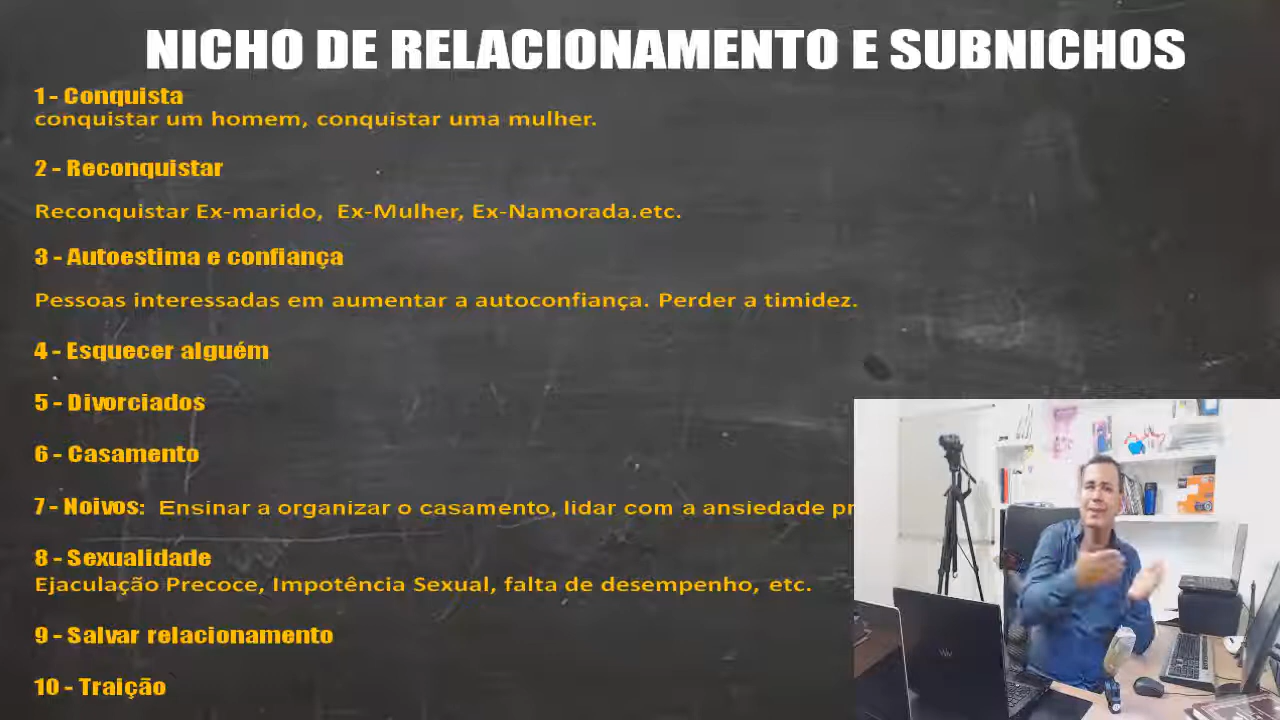 NICHO DE RELACIONAMENTO E SUBNICHOS
1 - Conquista
conquistar um homem, conquistar uma mulher.
2 - Reconquistar
Reconquistar Ex-marido, Ex-Mulher, Ex-Namorada.etc.
3 - Autoestima e confiança
Pessoas interessadas em aumentar a autoconfiança. Perder a timidez.
4 - Esquecer alguém
5 - Divorciados
6 - Casamento
7 - Noivos: Ensinar a organizar o casamento, lidar com a ansiedade
8 - Sexualidade
Ejaculação Precoce, Impotência Sexual, falta de desempenho, etc.
9 - Salvar relacionamento
10 - Traição